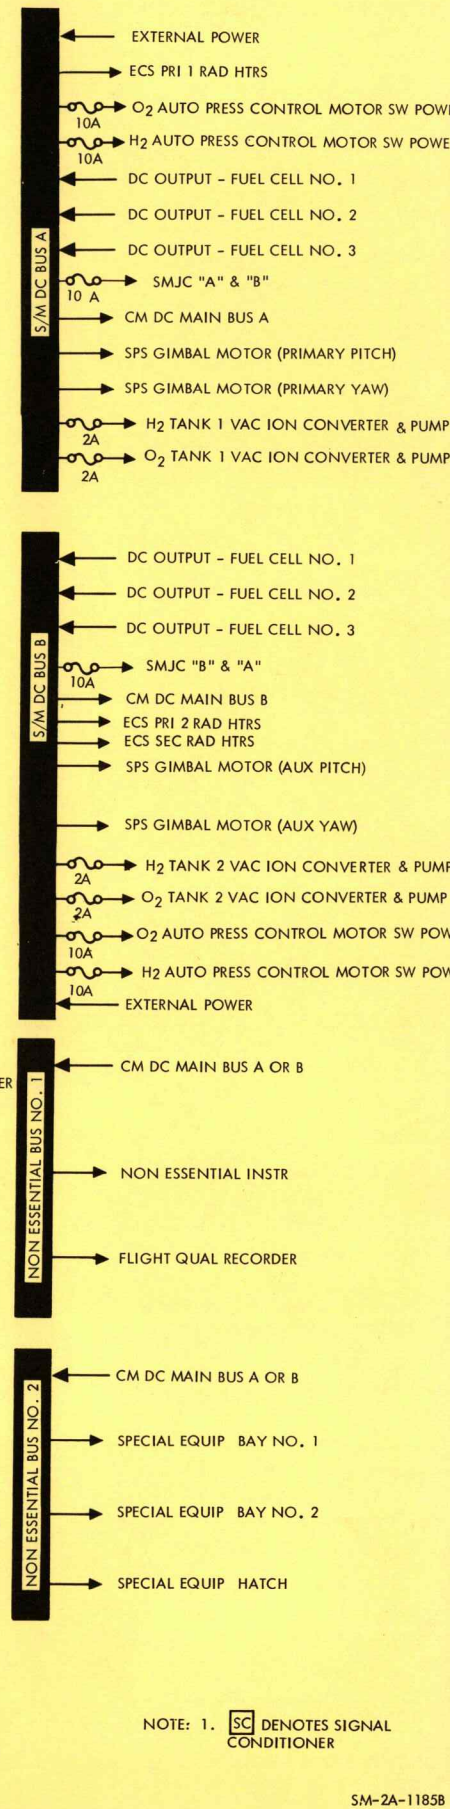 EXTERNAL POWER
ECS PRI 1 RAD HTRS
O2 AUTO PRESS CONTROL MOTOR SW POWE
10A
H2 AUTO PRESS CONTROL MOTOR SW POWE
10A
DC OUTPUT - FUEL CELL NO. 1
DC OUTPUT - FUEL CELL NO. 2
DC OUTPUT - FUEL CELL NO. 3
S/M DC BUS A
SMJC "A" & "B"
10 A
CM DC MAIN BUS A
SPS GIMBAL MOTOR (PRIMARY PITCH)
SPS GIMBAL MOTOR (PRIMARY YAW)
H2 TANK 1 VAC ION CONVERTER & PUMP
2A
O2 TANK 1 VAC ION CONVERTER & PUMP
2A
DC OUTPUT - FUEL CELL NO. 1
DC OUTPUT - FUEL CELL NO. 2
DC OUTPUT - FUEL CELL NO. 3
S/M DC BUS B
SMJC "B" & "A"
10A
CM DC MAIN BUS B
ECS PRI 2 RAD HTRS
ECS SEC RAD HTRS
SPS GIMBAL MOTOR (AUX PITCH)
SPS GIMBAL MOTOR (AUX YAW)
H2 TANK 2 VAC ION CONVERTER & PUMP
2A
O2 TANK 2 VAC ION CONVERTER & PUMP
2A
O2 AUTO PRESS CONTROL MOTOR SW POW
10A
H2 AUTO PRESS CONTROL MOTOR SW POW
10A
EXTERNAL POWER
CM DC MAIN BUS A OR B
ER
NON ESSENTIAL BUS NO. 1
NON ESSENTIAL INSTR
FLIGHT QUAL RECORDER
CM DC MAIN BUS A OR B
NON ESSENTIAL BUS NO. 2
SPECIAL EQUIP BAY NO. 1
SPECIAL EQUIP BAY NO. 2
SPECIAL EQUIP HATCH
NOTE: 1. SC DENOTES SIGNAL
CONDITIONER
SM-2A-1185B